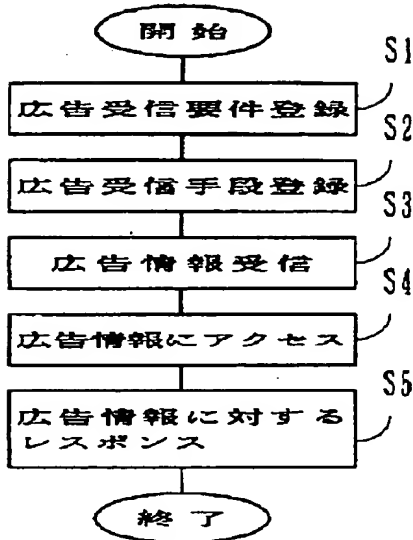 開始
S1
広告受信要件登録
S2
広告受信手段登録
S3
広告情報受信
S4
広告情報にアクセス
S5
広告情報に対する
レスポンス
終了